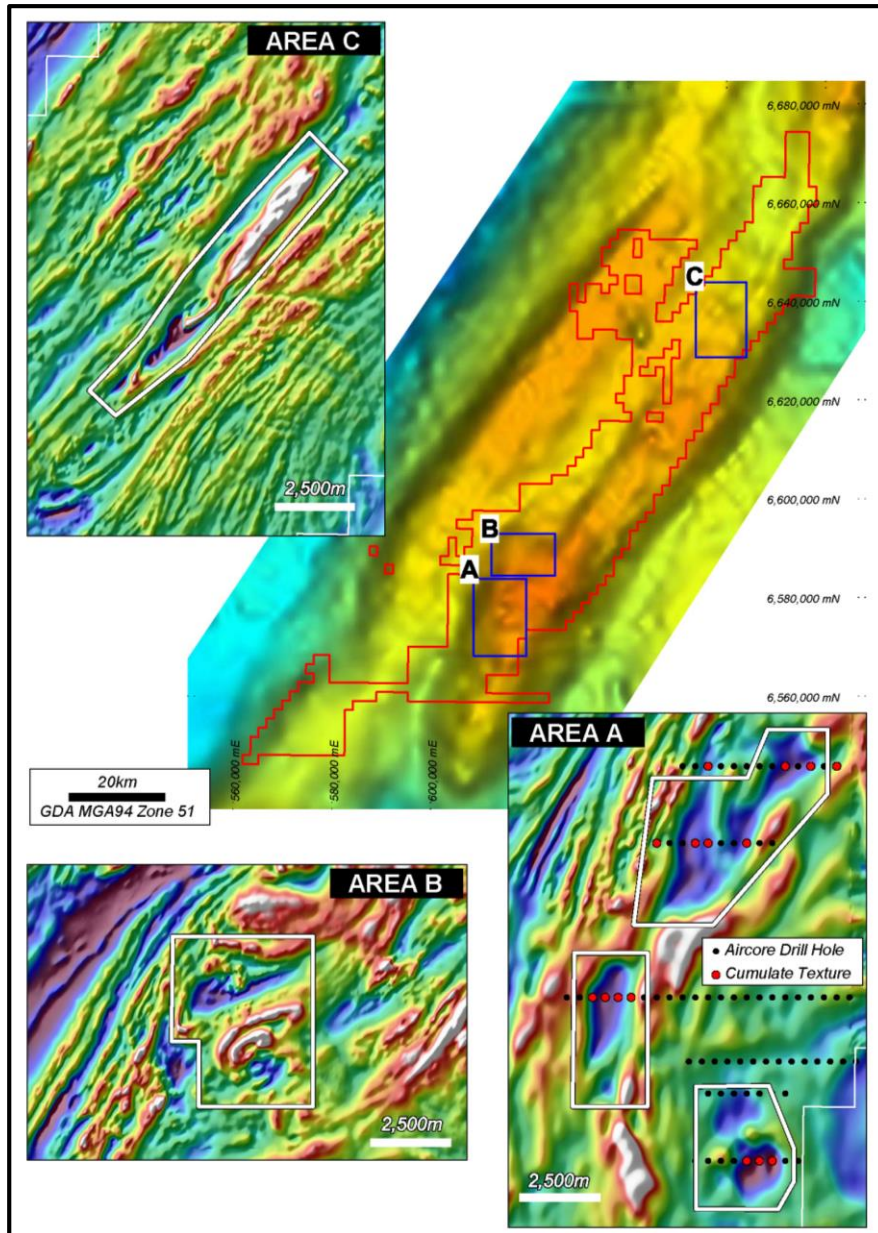 AREA C
2,500m
6,680,000 mN
6,660,000 mN
C
6,640,000 mN
6,620,000 mN
6,600,000 mN
B
A
6,580,000 mN
6,560,000 mN
560,000 mE
580,000 mE
600,000 mE
20km
GDA MGA94 Zone 51
AREA A
Aircore Drill Hole
Cumulate Texture
2,500m
AREA B
2,500m